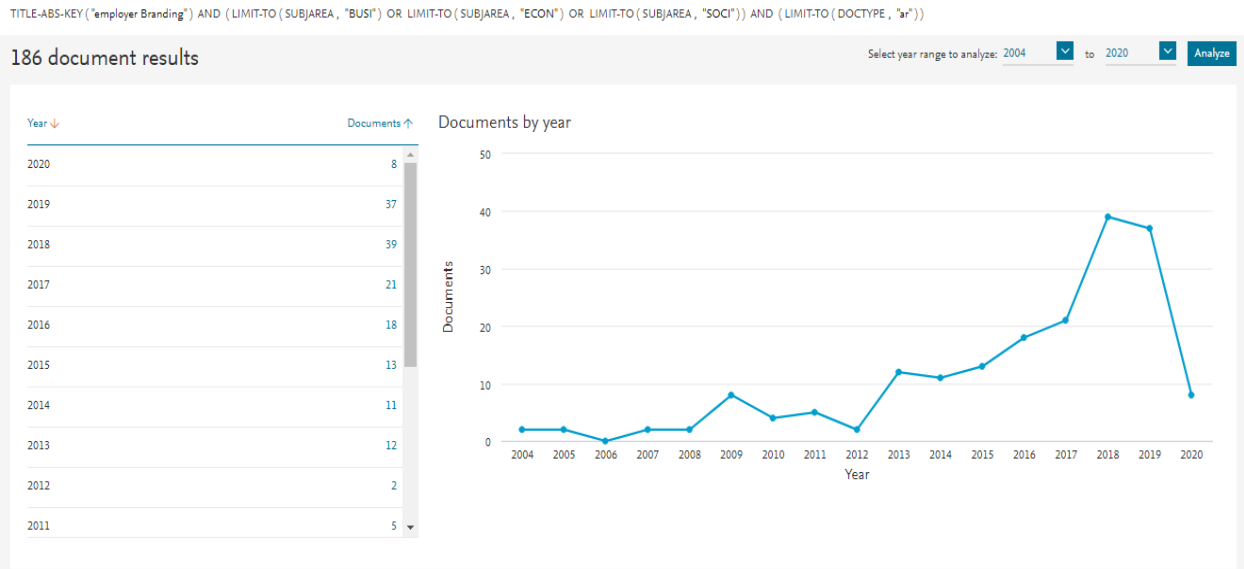 TITLE-ABS-KEY ( "employer Branding" ) AND ( LIMIT-TO ( SUBJAREA , "BUSI" ) OR LIMIT-TO ( SUBJAREA , "ECON" ) OR LIMIT-TO ( SUBJAREA , "SOCI" ) ) AND ( LIMIT-TO ( DOCTYPE , "ar" ) )
186 document results
Select year range to analyze: 2004 to 2020 Analyze
Year Documents
2020 8
2019 37
2018 39
2017 21
2016 18
2015 13
2014 11
2013 12
2012 2
2011 5
Documents by year
50
40
30
20
10
0
Documents
2004 2005 2006 2007 2008 2009 2010 2011 2012 2013 2014 2015 2016 2017 2018 2019 2020
Year